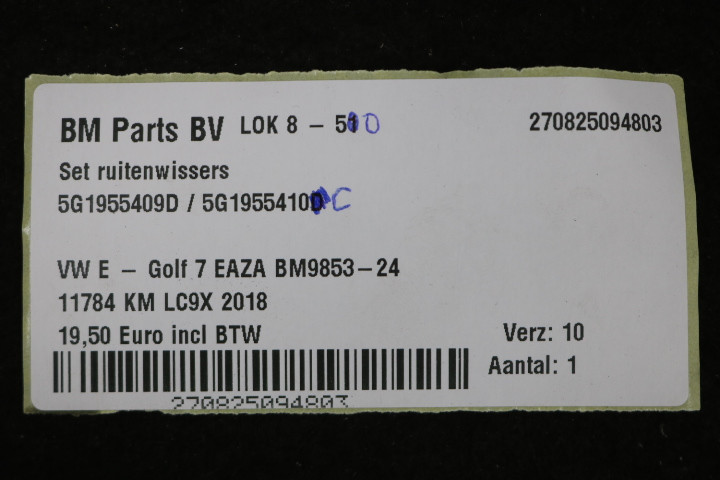 BM Parts BV LOK 8 - 50 270825094803
Set ruitenwissers
5G1955409D / 5G1955410C
VW E - Golf 7 EAZA BM9853-24
11784 KM LC9X 2018
19,50 Euro incl BTW Verz: 10
Aantal: 1
270825094803